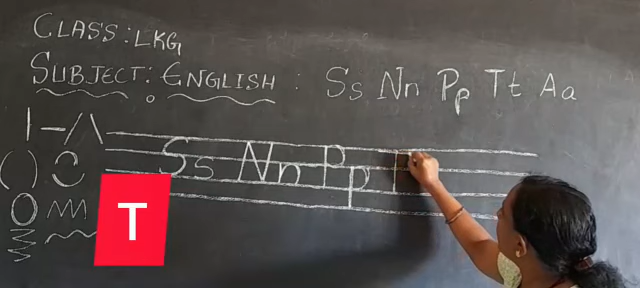 CLASS: LKG
SUBJECT: ENGLISH : Ss Nn Pp Tt Aa
Ss Nn Pp T
T